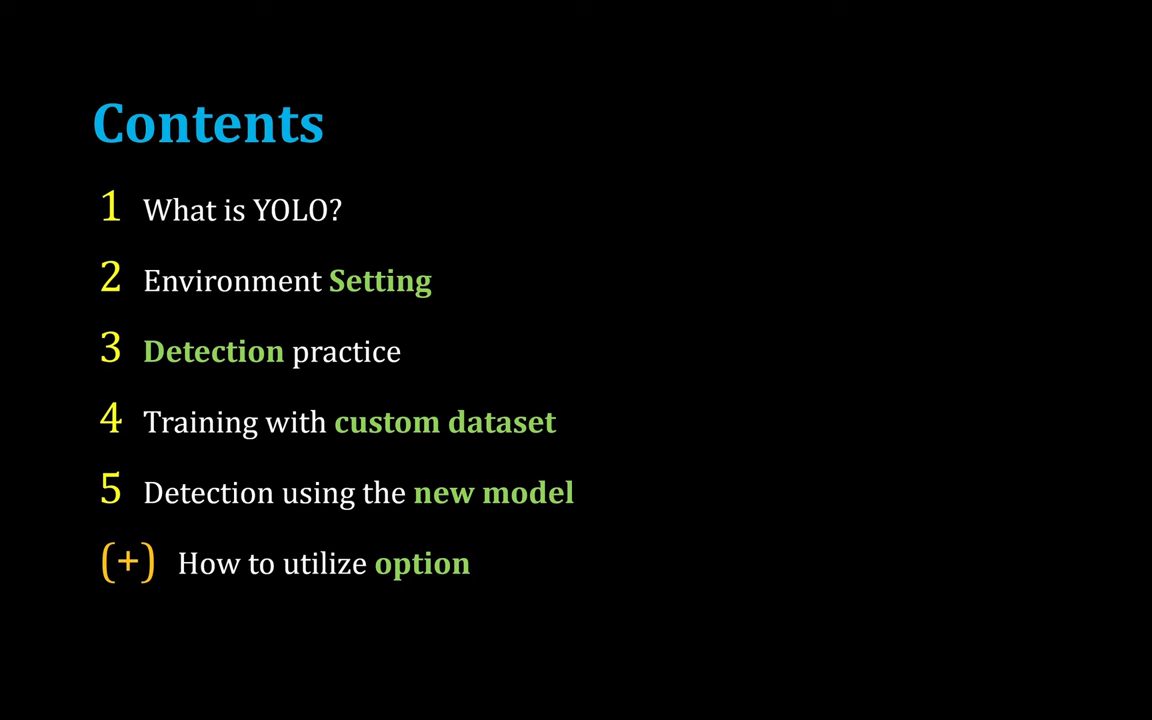 Contents
1 What is YOLO?
2 Environment Setting
3 Detection practice
4 Training with custom dataset
5 Detection using the new model
(+) How to utilize option